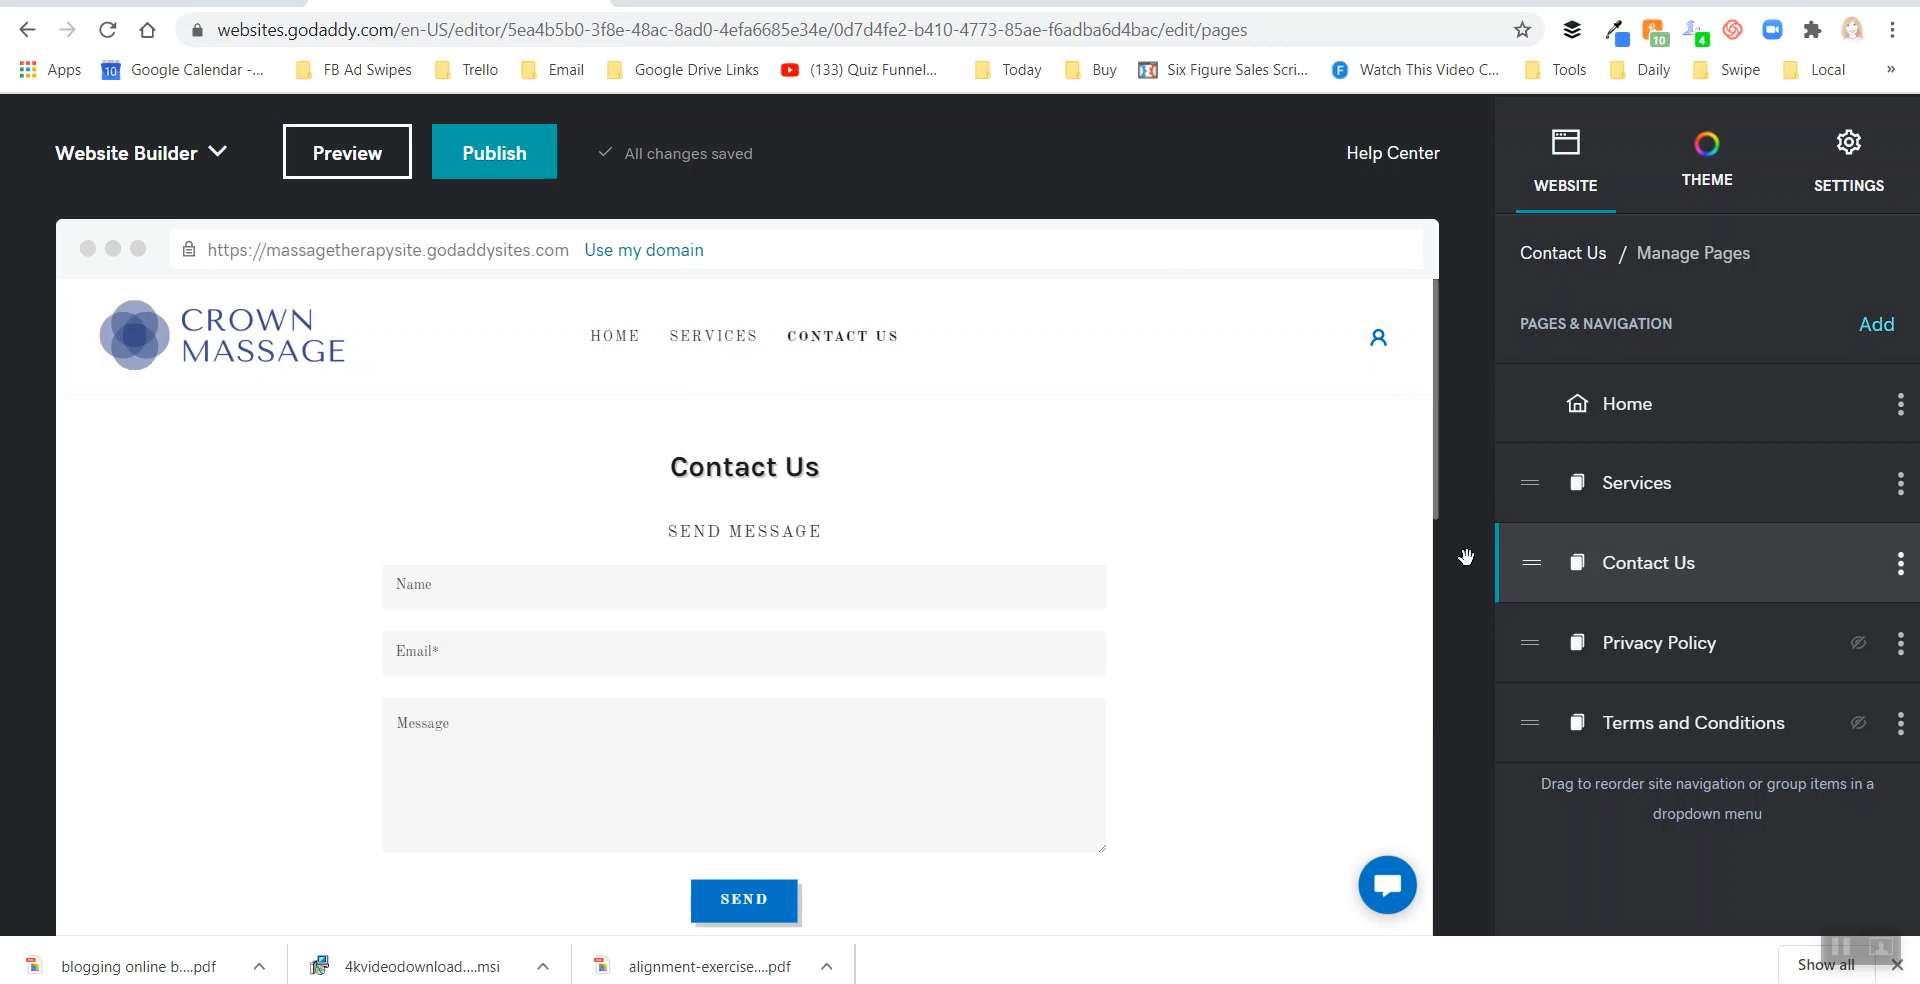 websites.godaddy.com/en-US/editor/5ea4b5b0-3f8e-48ac-8ad0-4efa6685e34e/0d7d4fe2-b410-4773-85ae-f6adba6d4bac/edit/pages
10
4
Apps
10
Google Calendar -...
FB Ad Swipes
Trello
Email
Google Drive Links
(133) Quiz Funnel...
Today
Buy
Six Figure Sales Scri...
F
Watch This Video C...
Tools
Daily
Swipe
Local
»
Website Builder
Preview
Publish
All changes saved
Help Center
WEBSITE
THEME
SETTINGS
https://massagetherapysite.godaddysites.com
Use my domain
Contact Us / Manage Pages
CROWN
MASSAGE
HOME
SERVICES
CONTACT US
PAGES & NAVIGATION
Add
Home
Contact Us
Services
SEND MESSAGE
Contact Us
Name
Email*
Privacy Policy
Message
Terms and Conditions
Drag to reorder site navigation or group items in a
dropdown menu
SEND
blogging online b....pdf
4kvideodownload....msi
alignment-exercise....pdf
Show all